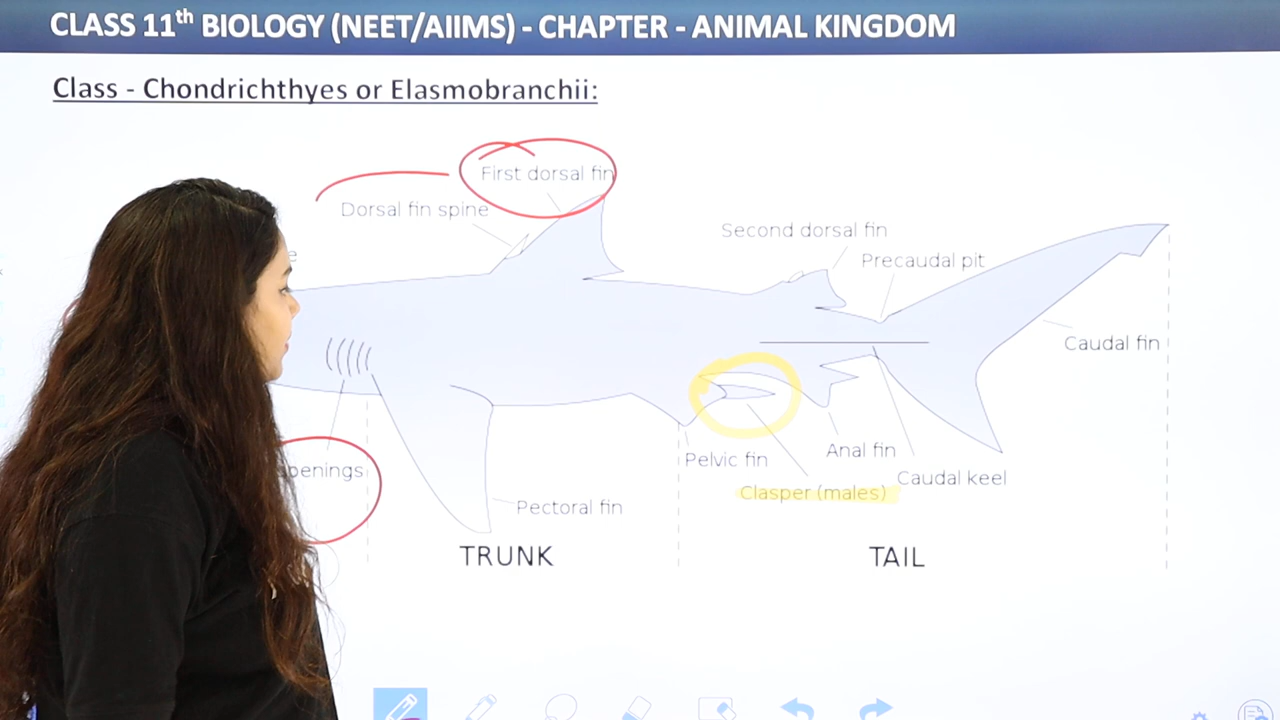 CLASS 11th BIOLOGY (NEET/AIIMS) - CHAPTER - ANIMAL KINGDOM
Class - Chondrichthyes or Elasmobranchii:
First dorsal fin
Dorsal fin spine
Second dorsal fin
Precaudal pit
Caudal fin
Pelvic fin
Anal fin
Caudal keel
Clasper (males)
Pectoral fin
TRUNK
TAIL